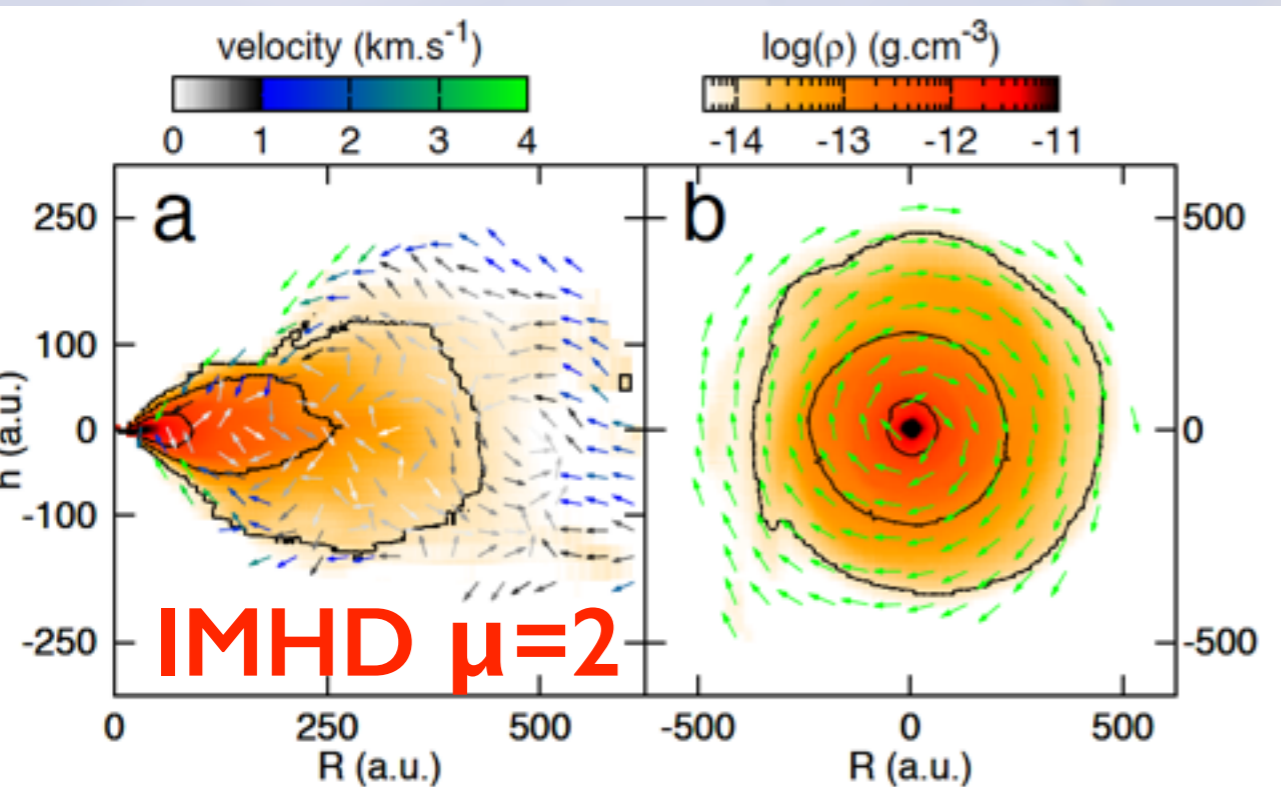 velocity (km.s-1)
log(ρ) (g.cm-3)
0 1 2 3 4
-14 -13 -12 -11
a
b
250
100
0
-100
-250
h (a.u.)
500
0
-500
IMHD μ=2
0 250 500
-500 0 500
R (a.u.)
R (a.u.)